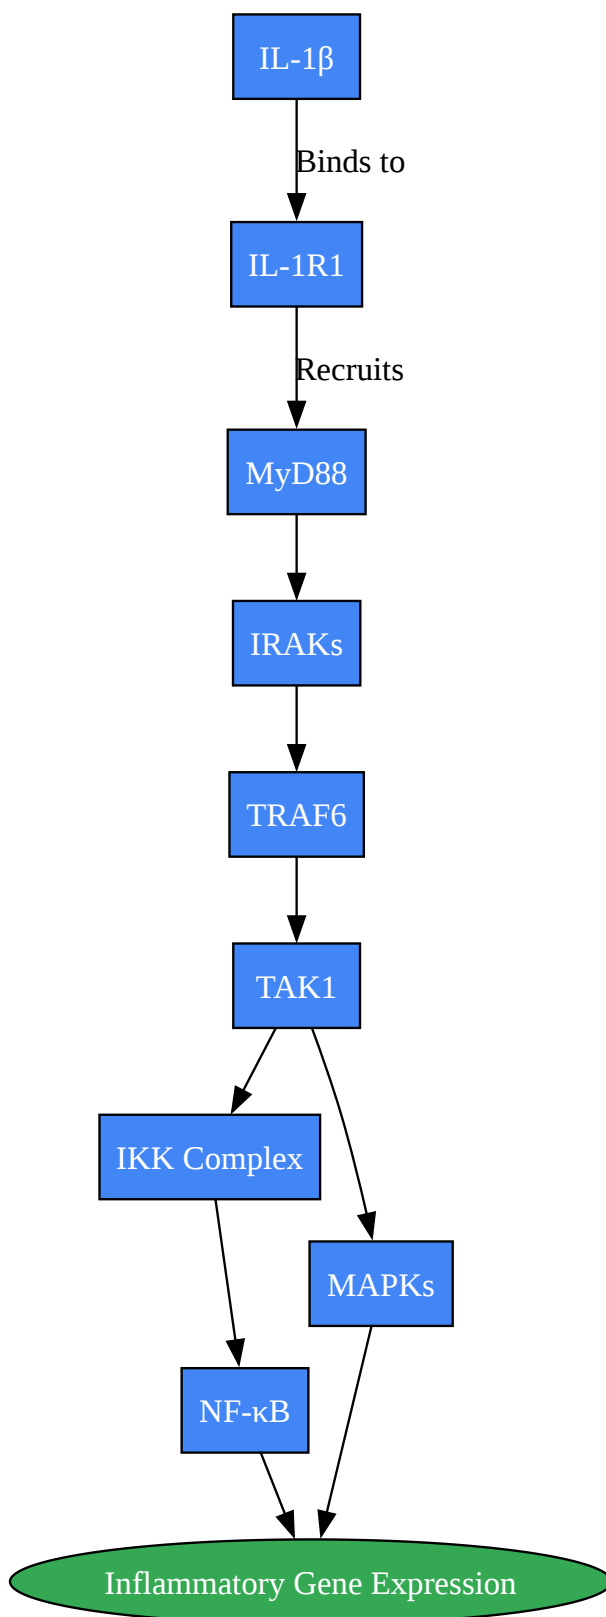 IL-1β
Binds to
IL-1R1
Recruits
MyD88
IRAKs
TRAF6
TAK1
IKK Complex
MAPKs
NF-κB
Inflammatory Gene Expression